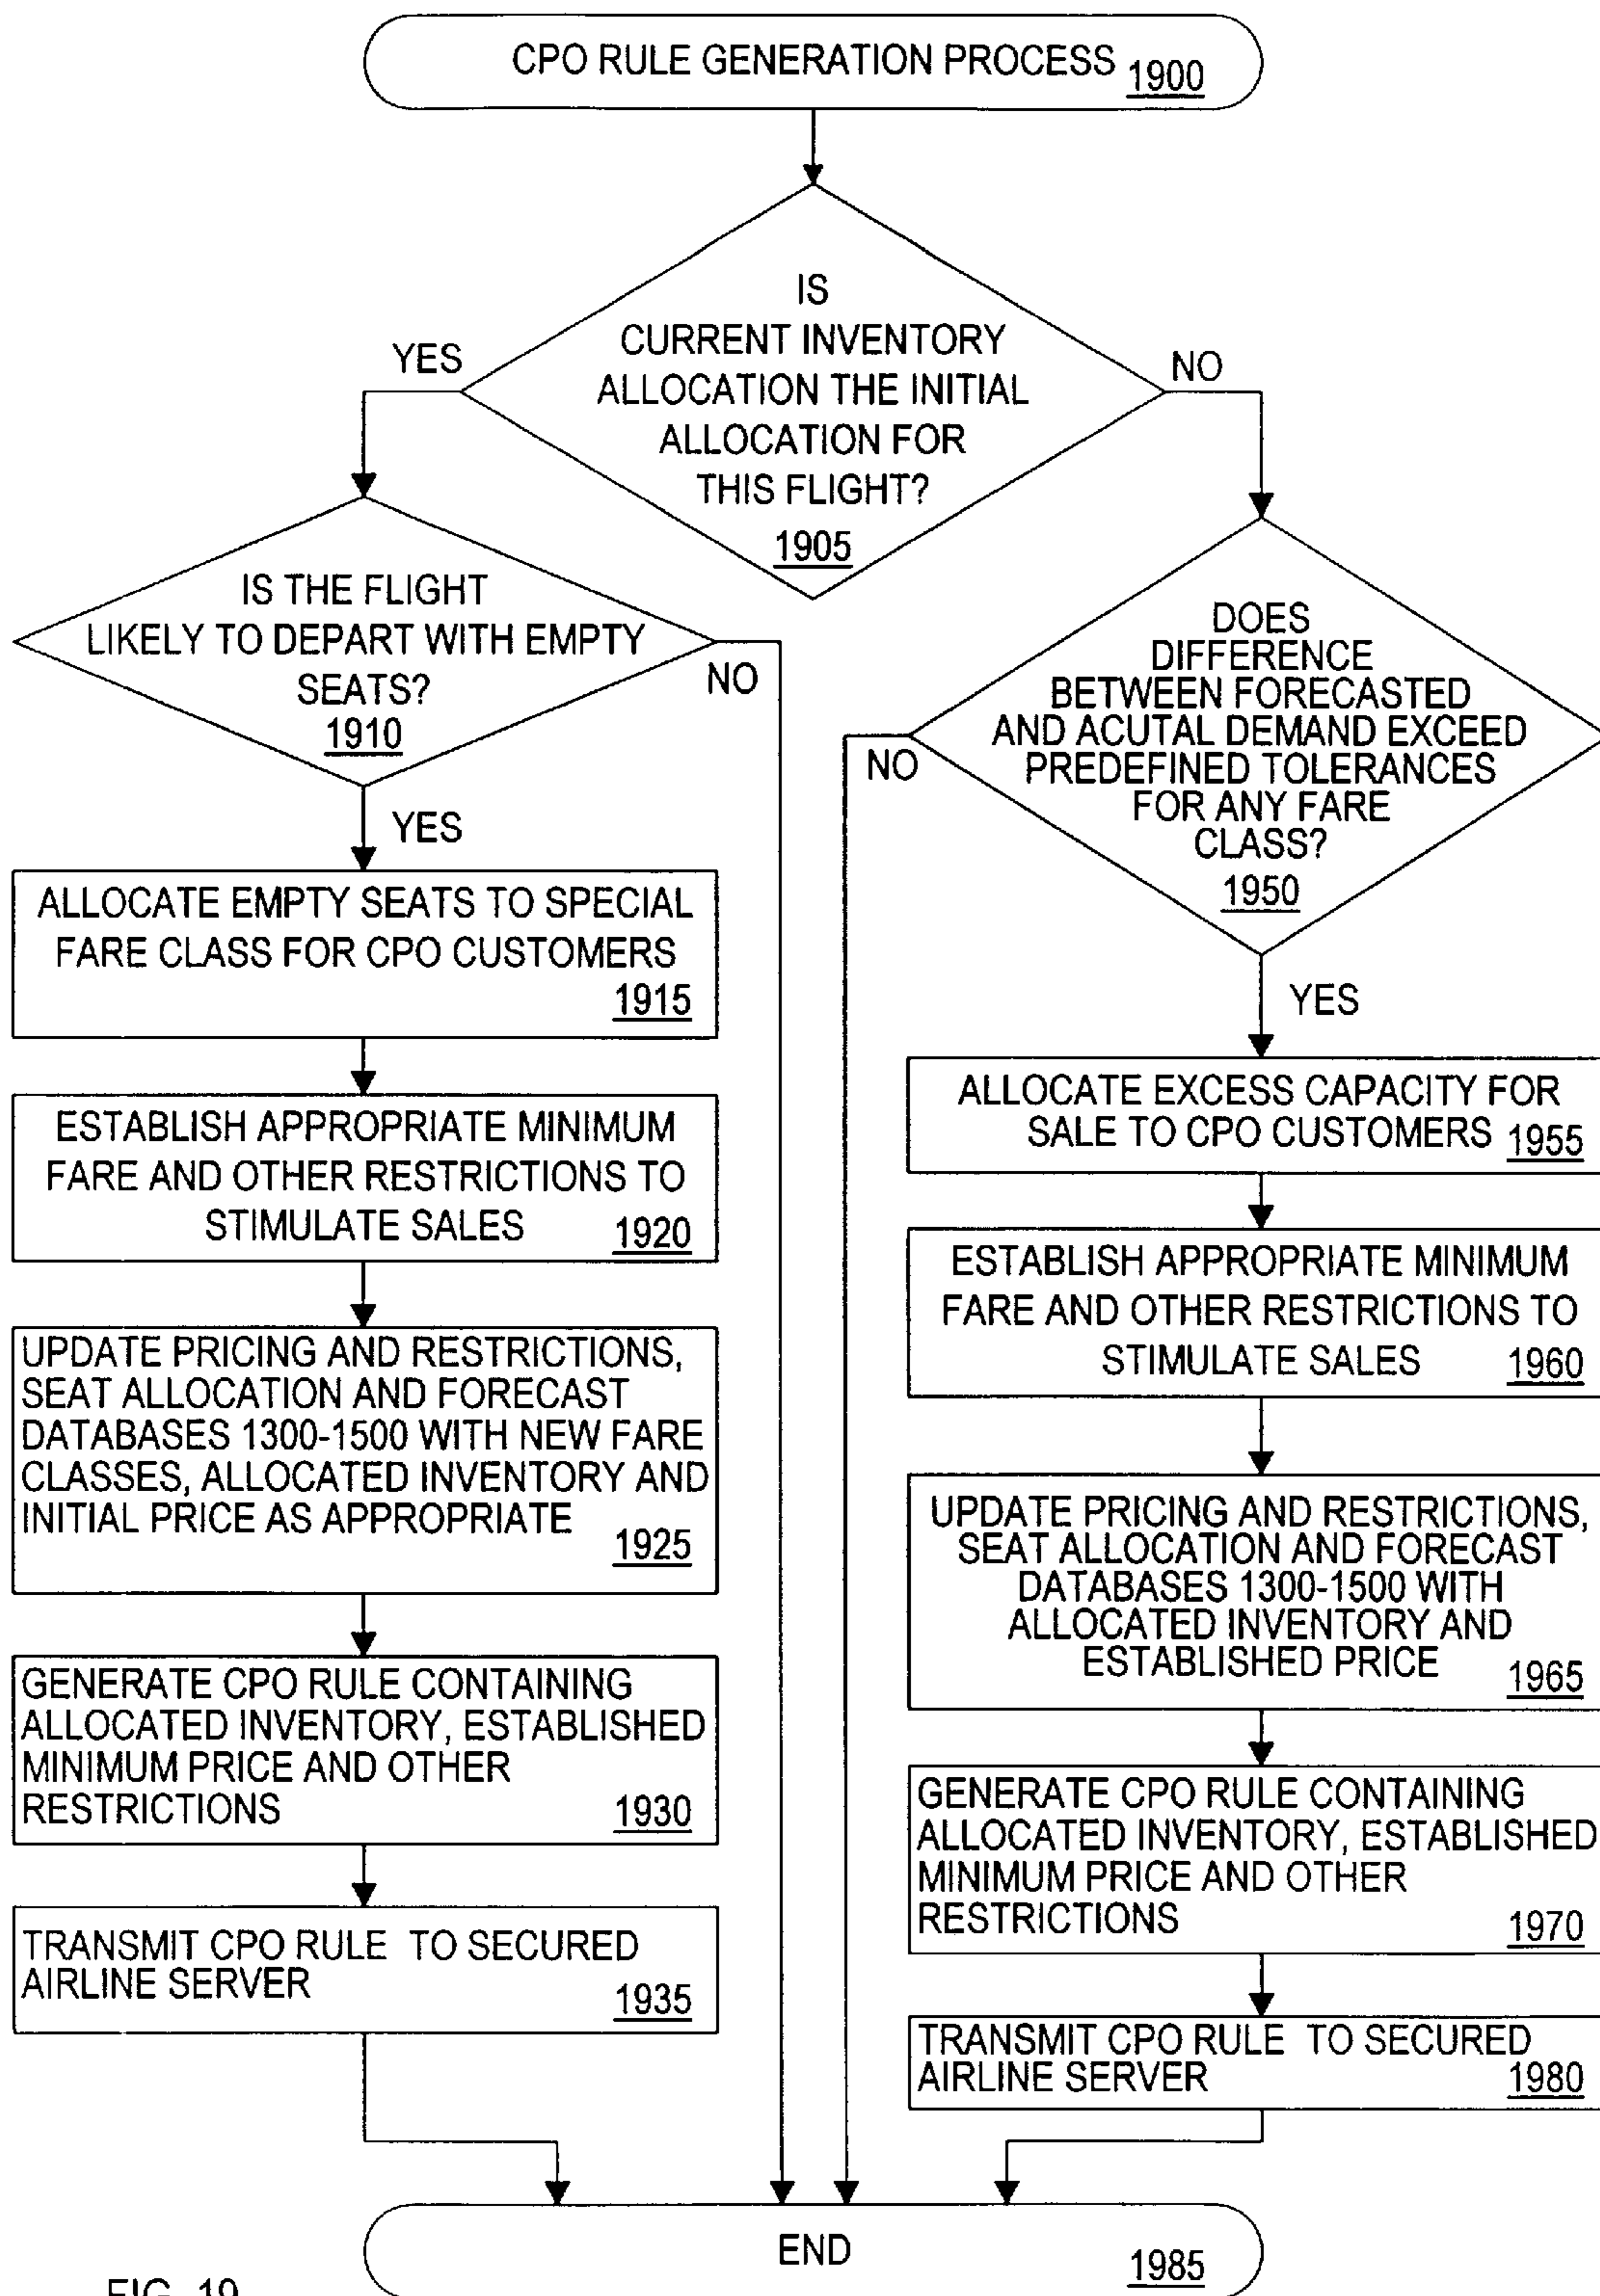 CPO RULE GENERATION PROCESS 1900
IS
CURRENT INVENTORY
ALLOCATION THE INITIAL
ALLOCATION FOR
THIS FLIGHT?
1905
YES
NO
IS THE FLIGHT
LIKELY TO DEPART WITH EMPTY
SEATS?
1910
NO
YES
ALLOCATE EMPTY SEATS TO SPECIAL
FARE CLASS FOR CPO CUSTOMERS
1915
ESTABLISH APPROPRIATE MINIMUM
FARE AND OTHER RESTRICTIONS TO
STIMULATE SALES 1920
UPDATE PRICING AND RESTRICTIONS,
SEAT ALLOCATION AND FORECAST
DATABASES 1300-1500 WITH NEW FARE
CLASSES, ALLOCATED INVENTORY AND
INITIAL PRICE AS APPROPRIATE
1925
GENERATE CPO RULE CONTAINING
ALLOCATED INVENTORY, ESTABLISHED
MINIMUM PRICE AND OTHER
RESTRICTIONS 1930
TRANSMIT CPO RULE TO SECURED
AIRLINE SERVER
1935
DOES
DIFFERENCE
BETWEEN FORECASTED
AND ACUTAL DEMAND EXCEED
PREDEFINED TOLERANCES
FOR ANY FARE
CLASS?
1950
NO
YES
ALLOCATE EXCESS CAPACITY FOR
SALE TO CPO CUSTOMERS 1955
ESTABLISH APPROPRIATE MINIMUM
FARE AND OTHER RESTRICTIONS TO
STIMULATE SALES 1960
UPDATE PRICING AND RESTRICTIONS,
SEAT ALLOCATION AND FORECAST
DATABASES 1300-1500 WITH
ALLOCATED INVENTORY AND
ESTABLISHED PRICE 1965
GENERATE CPO RULE CONTAINING
ALLOCATED INVENTORY, ESTABLISHED
MINIMUM PRICE AND OTHER
RESTRICTIONS 1970
TRANSMIT CPO RULE TO SECURED
AIRLINE SERVER 1980
END 1985
FIG. 19